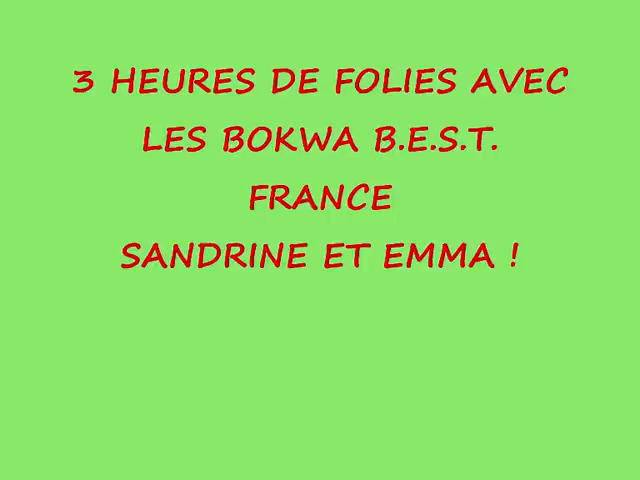 3 HEURES DE FOLIES AVEC
LES BOKWA B.E.S.T.
FRANCE
SANDRINE ET EMMA !